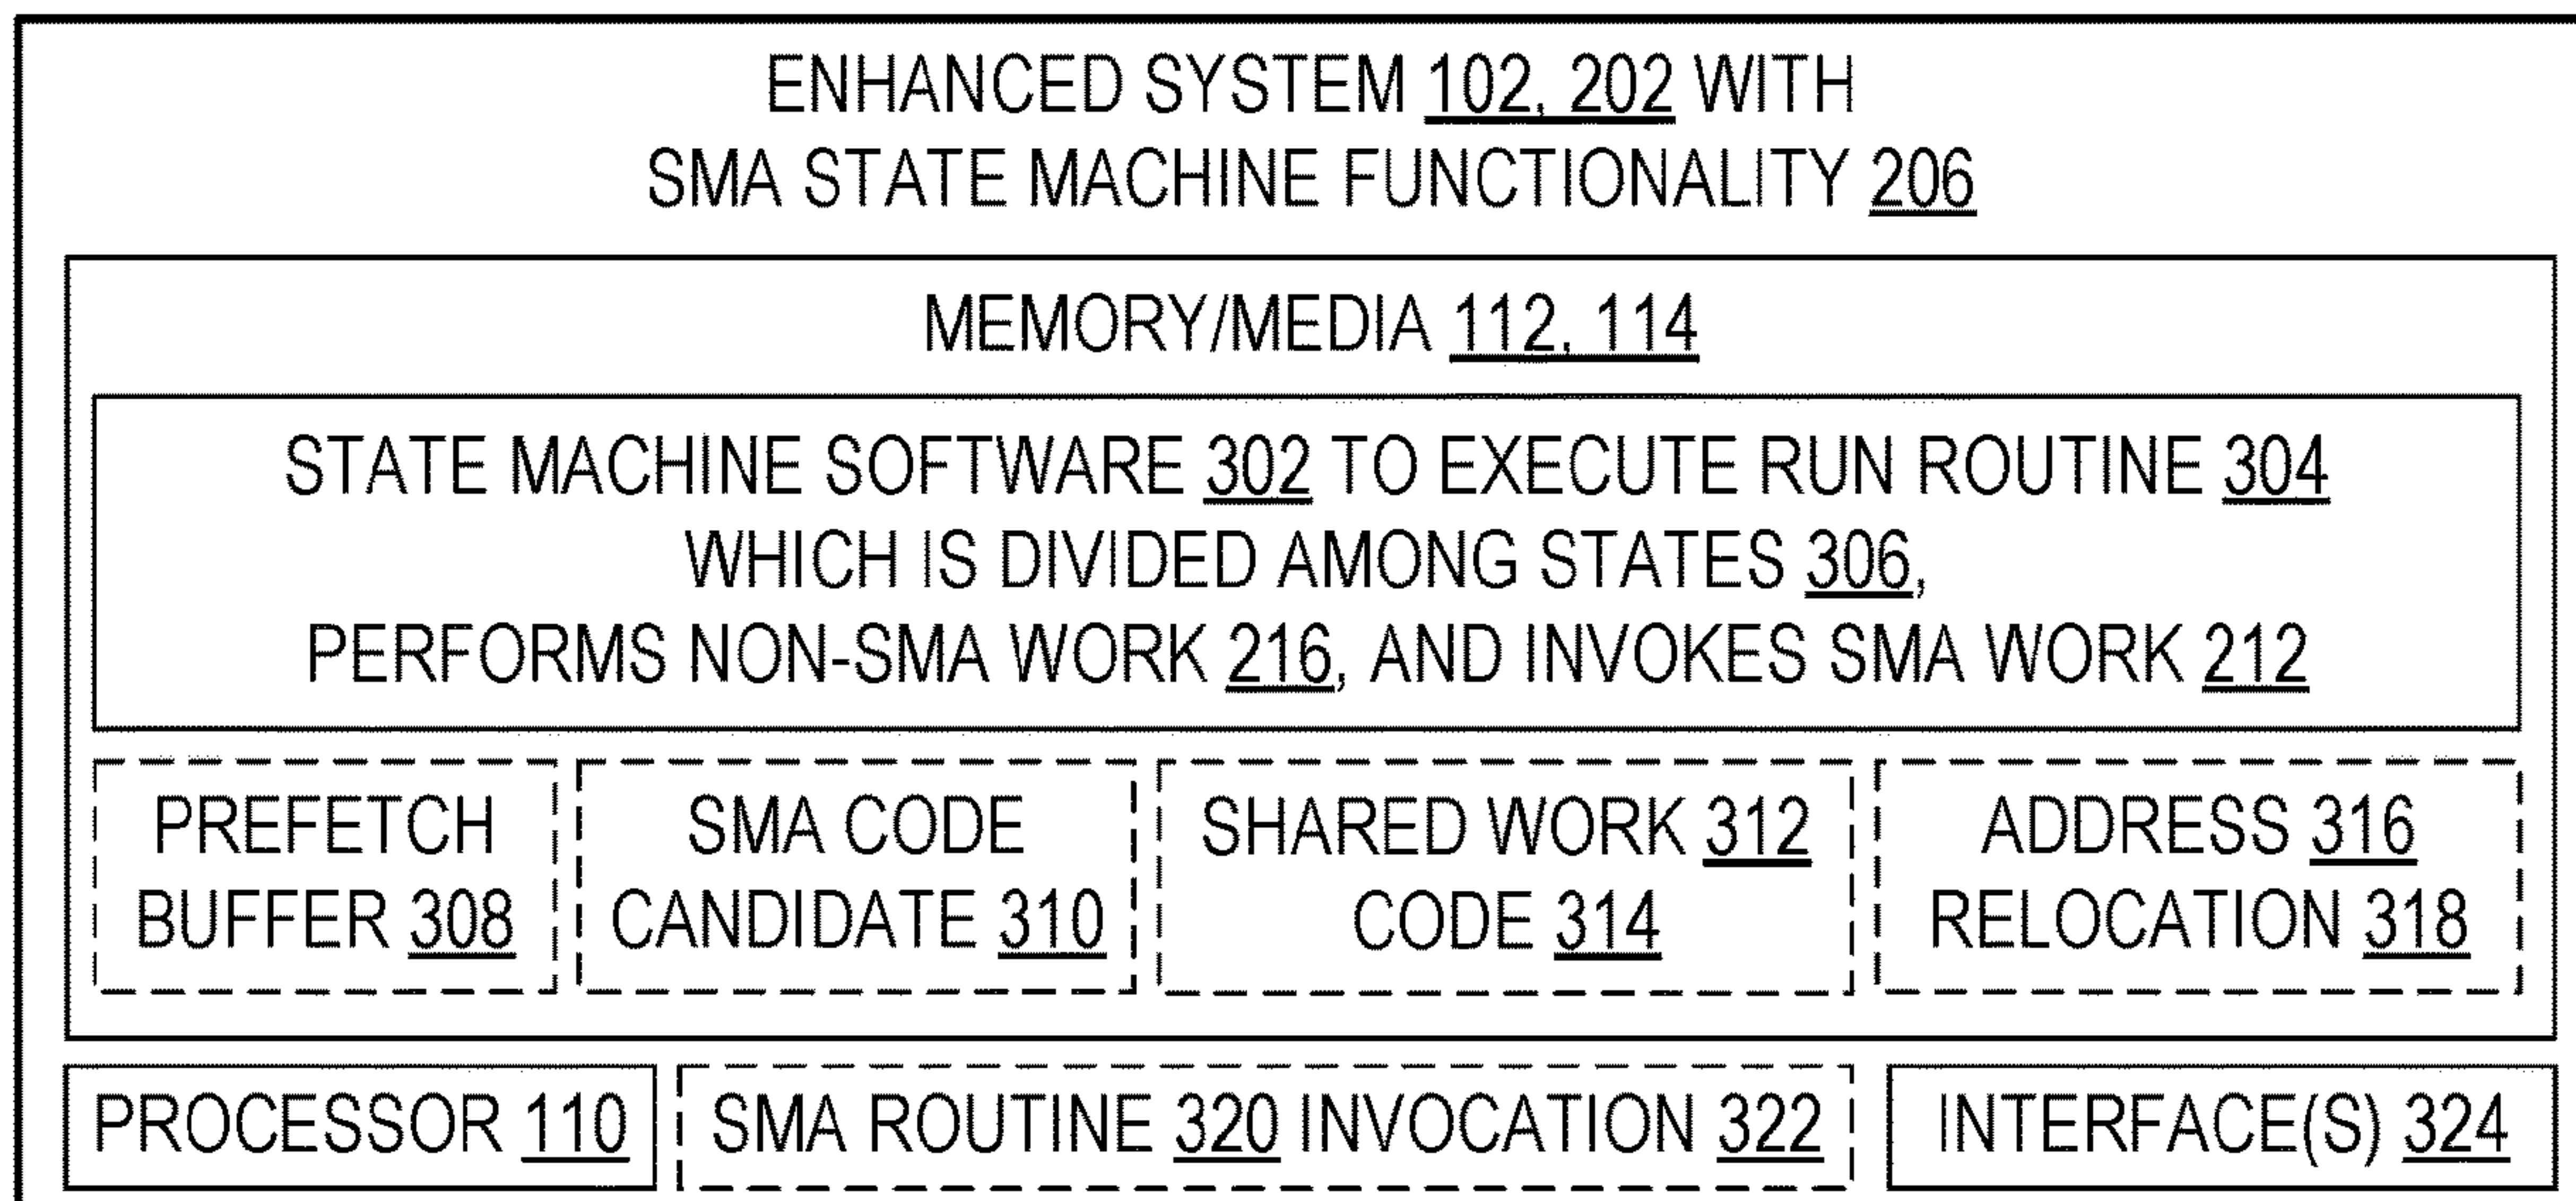 ENHANCED SYSTEM 102, 202 WITH
SMA STATE MACHINE FUNCTIONALITY 206
MEMORY/MEDIA 112, 114
STATE MACHINE SOFTWARE 302 TO EXECUTE RUN ROUTINE 304
WHICH IS DIVIDED AMONG STATES 306,
PERFORMS NON-SMA WORK 216, AND INVOKES SMA WORK 212
PREFETCH
BUFFER 308
SMA CODE
CANDIDATE 310
SHARED WORK 312
CODE 314
ADDRESS 316
RELOCATION 318
PROCESSOR 110
SMA ROUTINE 320 INVOCATION 322
INTERFACE(S) 324